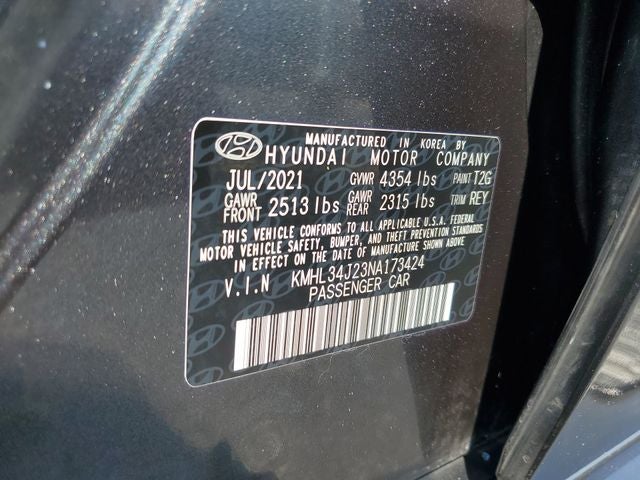 MANUFACTURED IN KOREA BY
HYUNDAI MOTOR COMPANY
JUL/2021 GVWR 4354 lbs PAINT T2G
GAWR FRONT 2513 lbs GAWR REAR 2315 lbs TRIM REY
THIS VEHICLE CONFORMS TO ALL APPLICABLE U.S.A. FEDERAL
MOTOR VEHICLE SAFETY, BUMPER, AND THEFT PREVENTION STANDARDS
IN EFFECT ON THE DATE OF MANUFACTURE SHOWN ABOVE.
V.I.N KMHL34J23NA173424
PASSENGER CAR